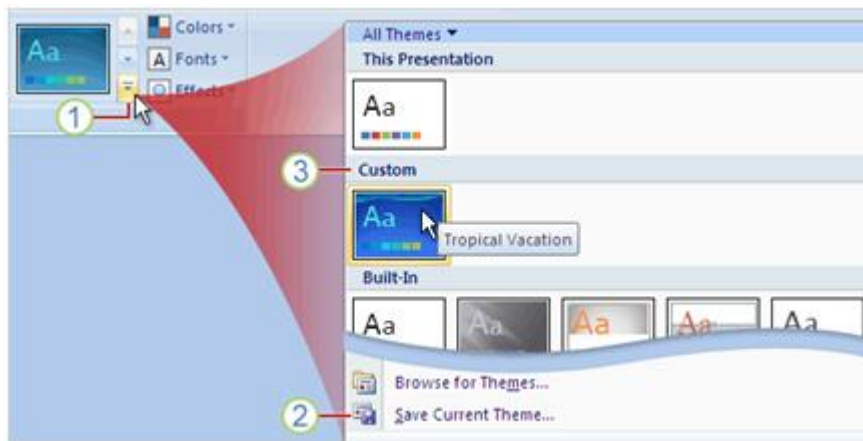 Aa
Colors
A Fonts
Effects
1
All Themes
This Presentation
Aa
3
Custom
Aa
Tropical Vacation
Built-In
Aa Aa Aa Aa Aa
Browse for Themes...
2
Save Current Theme...